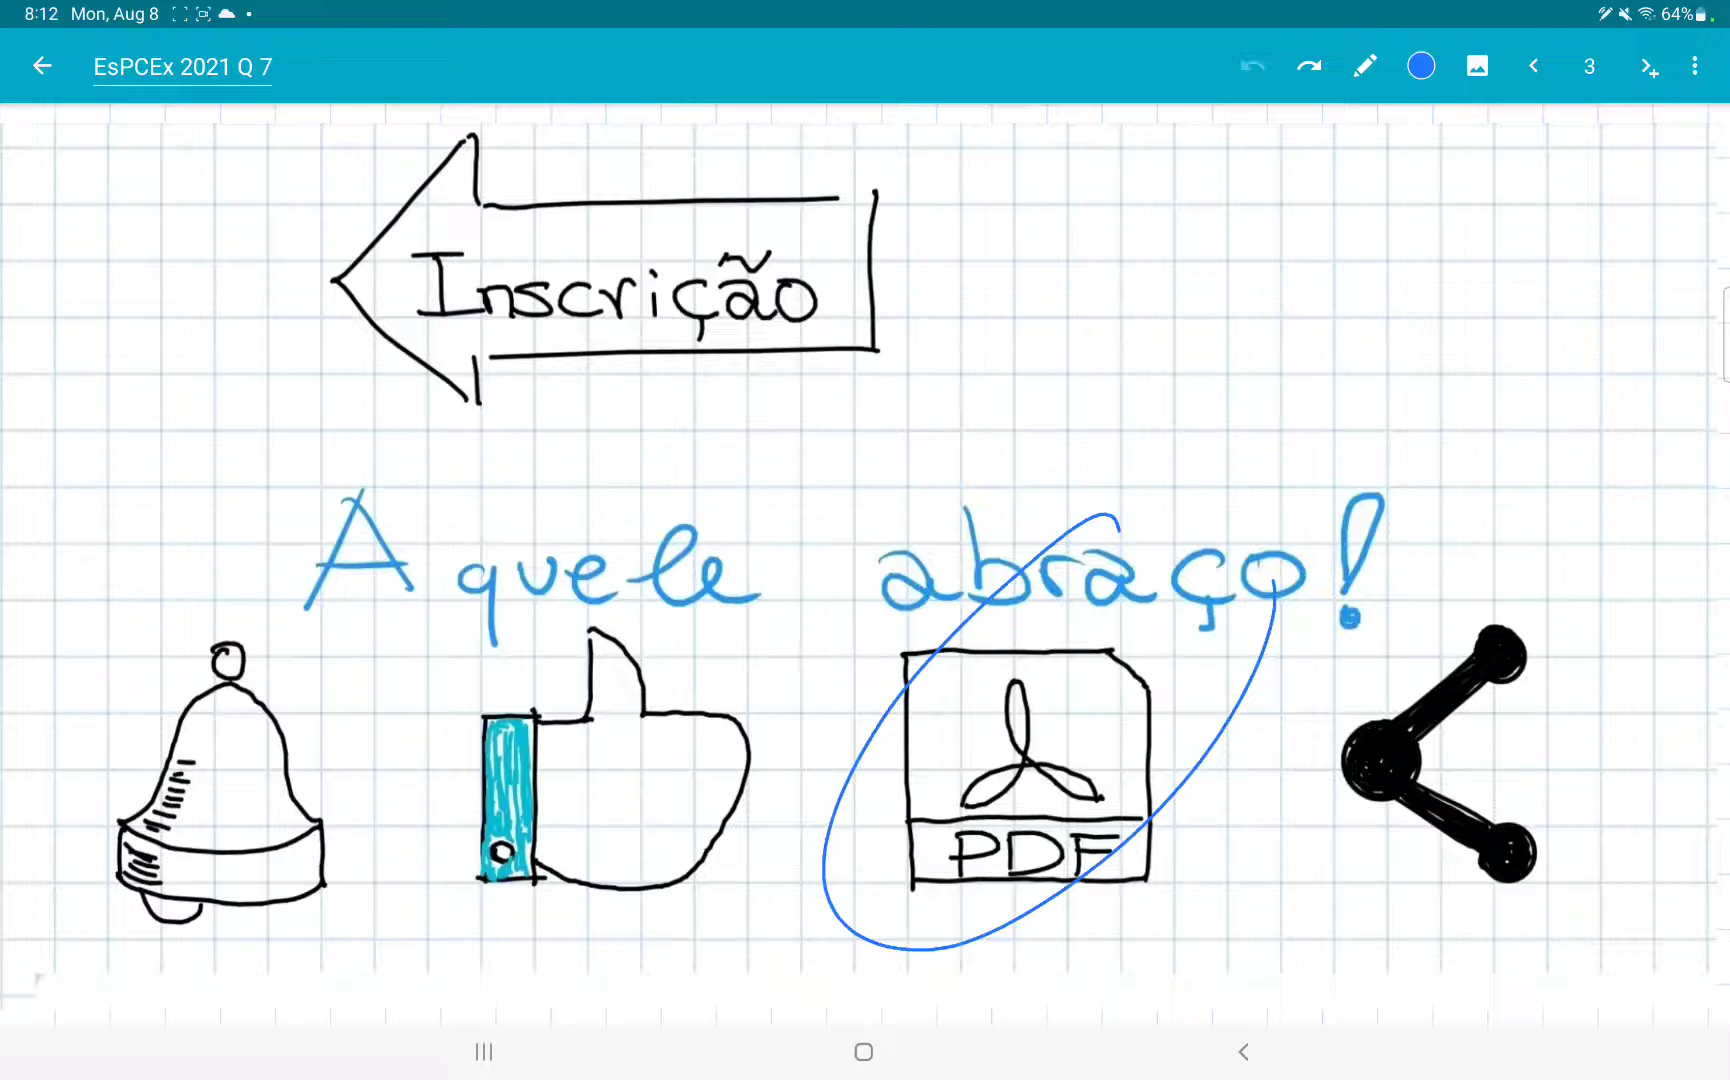 8:12 Mon, Aug 8 64%
EsPCEx 2021 Q 7 3
Inscrição
Aquele abraço!
PDF